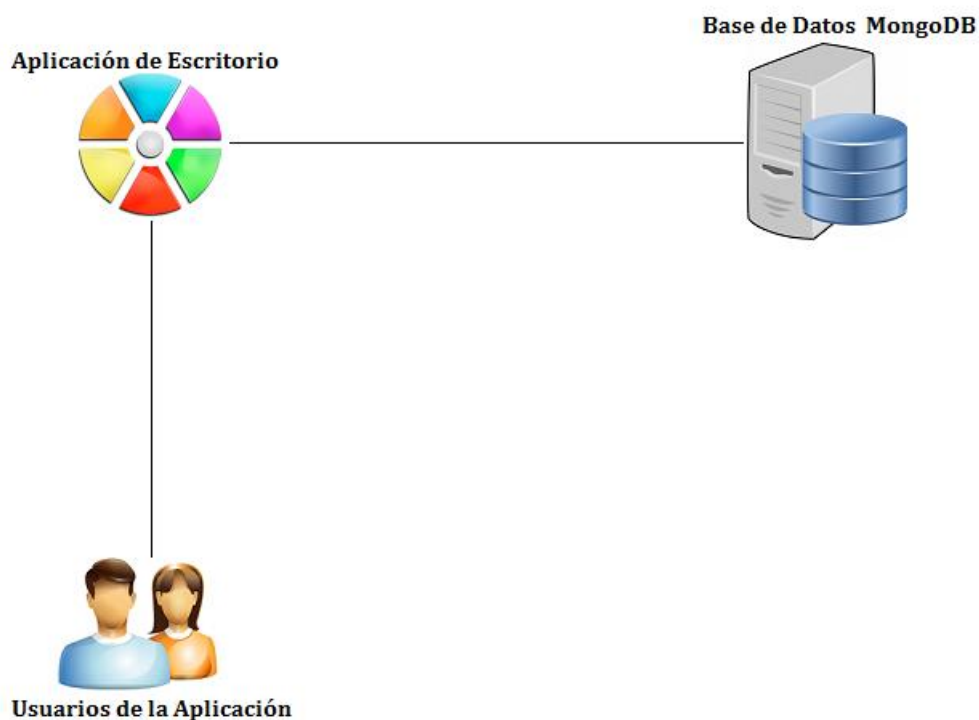 Base de Datos MongoDB
Aplicación de Escritorio
Usuarios de la Aplicación